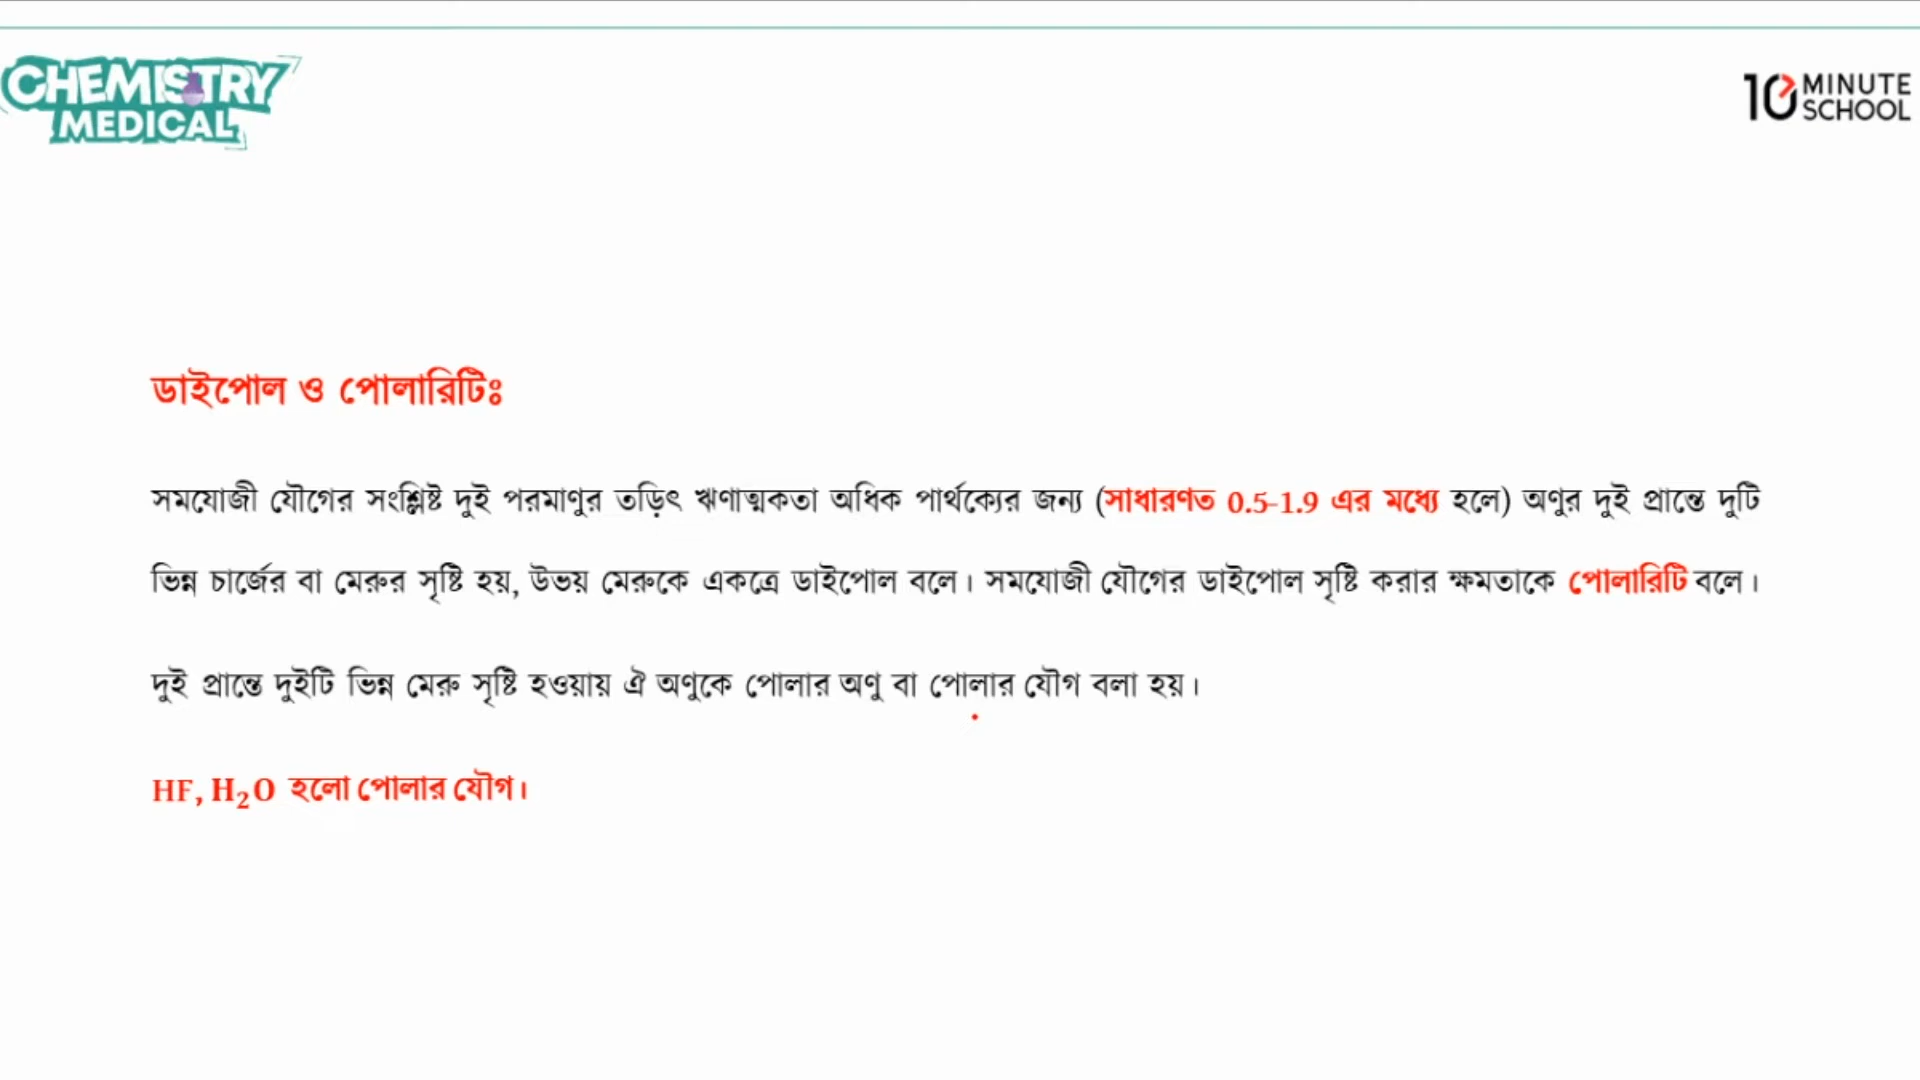 CHEMISTRY
MEDICAL
10 MINUTE
SCHOOL
ডাইপোল ও পোলারিটিঃ
সমযোজী যৌগের সংশ্লিষ্ট দুই পরমাণুর তড়িৎ ঋণাত্মকতা অধিক পার্থক্যের জন্য (সাধারণত 0.5-1.9 এর মধ্যে হলে) অণুর দুই প্রান্তে দুটি
ভিন্ন চার্জের বা মেরুর সৃষ্টি হয়, উভয় মেরুকে একত্রে ডাইপোল বলে। সমযোজী যৌগের ডাইপোল সৃষ্টি করার ক্ষমতাকে পোলারিটি বলে।
দুই প্রান্তে দুইটি ভিন্ন মেরু সৃষ্টি হওয়ায় ঐ অণুকে পোলার অণু বা পোলার যৌগ বলা হয়।
HF, H₂O হলো পোলার যৌগ।